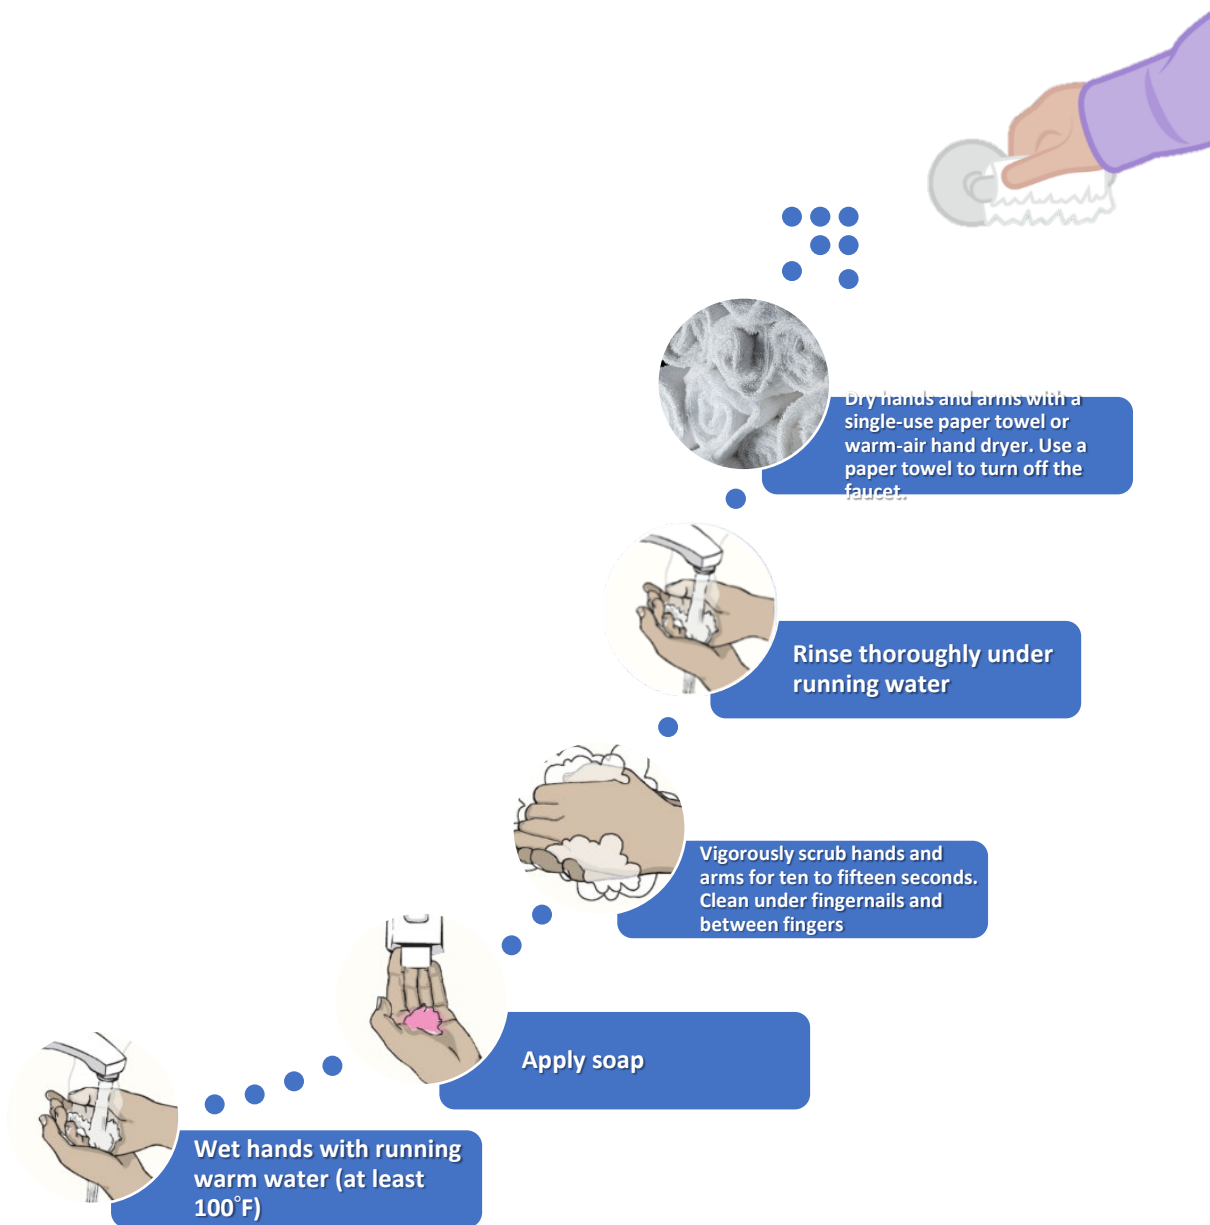 Dry hands and arms with a
single-use paper towel or
warm-air hand dryer. Use a
paper towel to turn off the
faucet.
Rinse thoroughly under
running water
Vigorously scrub hands and
arms for ten to fifteen seconds.
Clean under fingernails and
between fingers
Apply soap
Wet hands with running
warm water (at least
100°F)